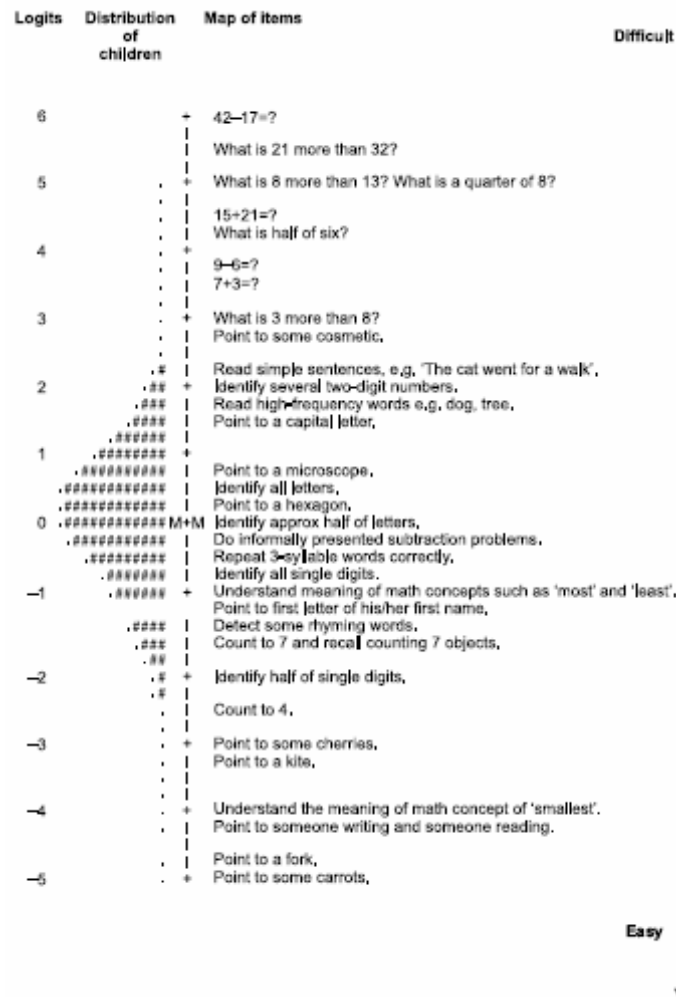 Logits Distribution of children Map of items
Difficult
6 + 42–17=?
|
| What is 21 more than 32?
|
5 . + What is 8 more than 13? What is a quarter of 8?
. |
. | 15+21=?
. | What is half of six?
4 . +
. | 9–6=?
. | 7+3=?
. |
3 . + What is 3 more than 8?
. | Point to some cosmetic.
. |
.# | Read simple sentences, e.g. 'The cat went for a walk'.
2 .## + Identify several two-digit numbers.
.### | Read high-frequency words e.g. dog, tree.
.#### | Point to a capital letter.
.###### |
1 .######## +
.########## | Point to a microscope.
.############ | Identify all letters.
.############ | Point to a hexagon.
0 .############ M+M Identify approx half of letters.
.########### | Do informally presented subtraction problems.
.######### | Repeat 3-syllable words correctly.
.####### | Identify all single digits.
–1 .###### + Understand meaning of math concepts such as 'most' and 'least'.
Point to first letter of his/her first name.
.#### | Detect some rhyming words.
.### | Count to 7 and recall counting 7 objects.
.## |
–2 .# + Identify half of single digits.
.# |
. | Count to 4.
. |
–3 . + Point to some cherries.
. | Point to a kite.
. |
. |
–4 . + Understand the meaning of math concept of 'smallest'.
. | Point to someone writing and someone reading.
|
. | Point to a fork.
–5 . + Point to some carrots.
Easy